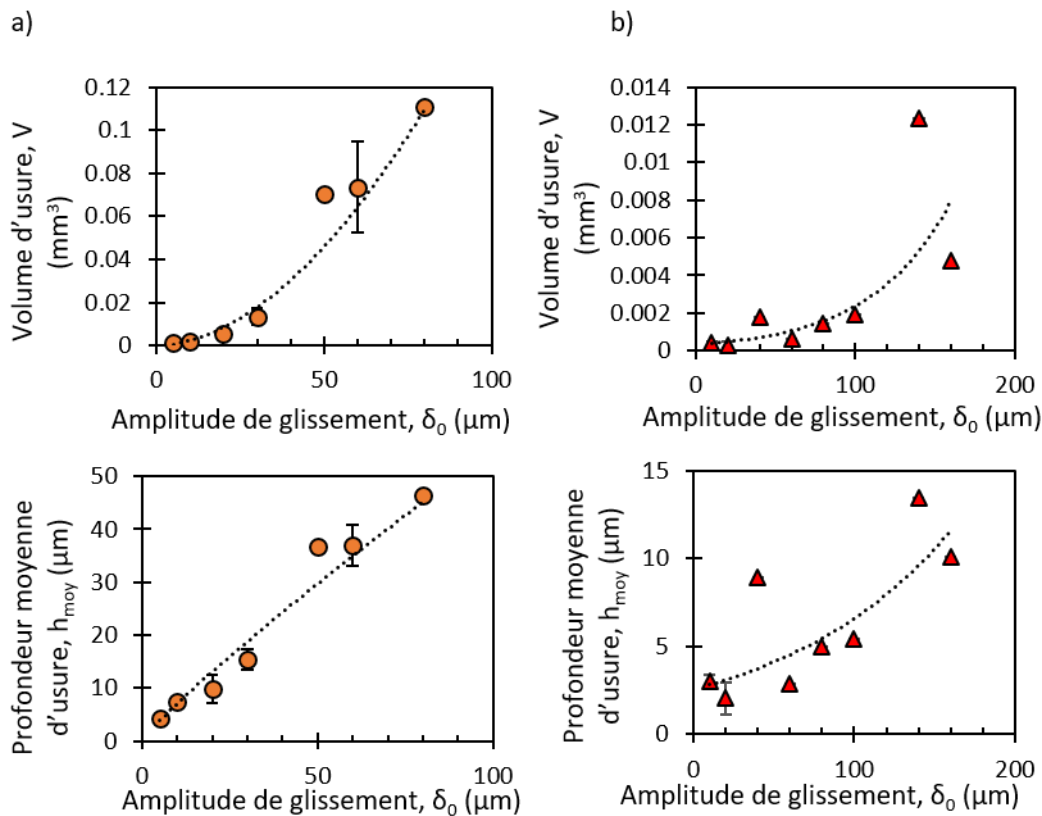 a)
Volume d'usure, V
(mm³)
0.12
0.1
0.08
0.06
0.04
0.02
0
0
50
100
Amplitude de glissement, δ₀ (µm)
b)
Volume d'usure, V
(mm³)
0.014
0.012
0.01
0.008
0.006
0.004
0.002
0
0
100
200
Amplitude de glissement, δ₀ (µm)
Profondeur moyenne
d'usure, hₘₒᵧ (µm)
50
40
30
20
10
0
0
50
100
Amplitude de glissement, δ₀ (µm)
Profondeur moyenne
d'usure, hₘₒᵧ (µm)
15
10
5
0
0
100
200
Amplitude de glissement, δ₀ (µm)